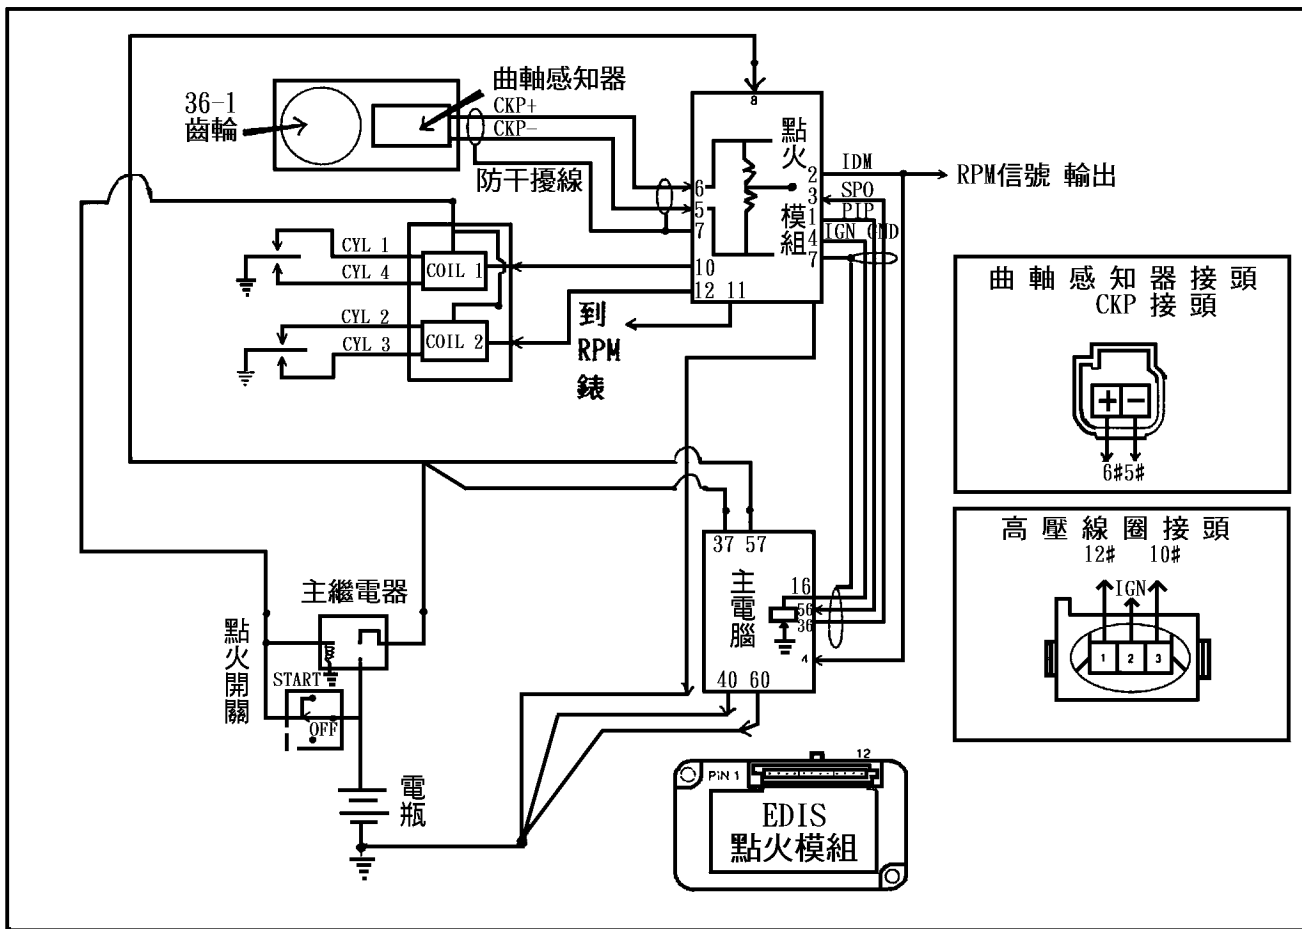 36-1
齒輪
曲軸感知器
CKP+
CKP-
防干擾線
8
點火
模組
6
5
7
10
12 11
2
3
1
4
7
IDM
SPO
PIP
IGN GND
RPM信號 輸出
CYL 1
CYL 4
COIL 1
CYL 2
CYL 3
COIL 2
到
RPM
錶
曲軸感知器接頭
CKP 接頭
+ -
6# 5#
高壓線圈接頭
12# 10#
IGN
1 2 3
37 57
主電腦
16
56
36
4
40 60
主繼電器
點火開關
START
OFF
電瓶
PiN 1
12
EDIS
點火模組